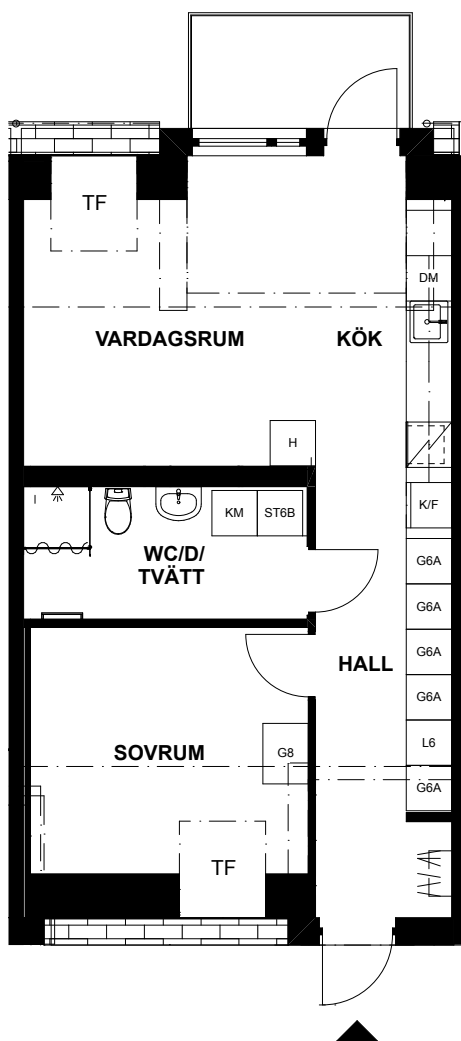 TF
DM
VARDAGSRUM
KÖK
H
K/F
KM
ST6B
WC/D/
TVÄTT
G6A
G6A
G6A
G6A
HALL
SOVRUM
G8
L6
G6A
TF